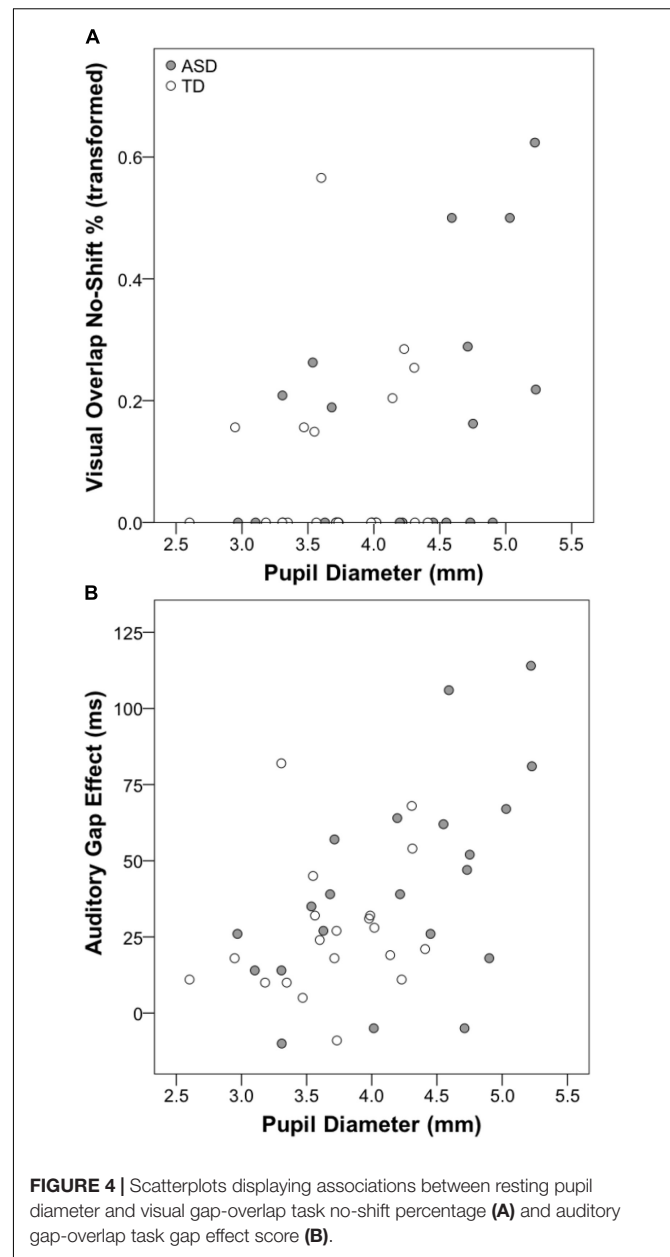 A
ASD
TD
Visual Overlap No-Shift % (transformed)
0.6
0.4
0.2
0.0
2.5 3.0 3.5 4.0 4.5 5.0 5.5
Pupil Diameter (mm)
B
Auditory Gap Effect (ms)
125
100
75
50
25
0
2.5 3.0 3.5 4.0 4.5 5.0 5.5
Pupil Diameter (mm)
FIGURE 4 | Scatterplots displaying associations between resting pupil
diameter and visual gap-overlap task no-shift percentage (A) and auditory
gap-overlap task gap effect score (B).